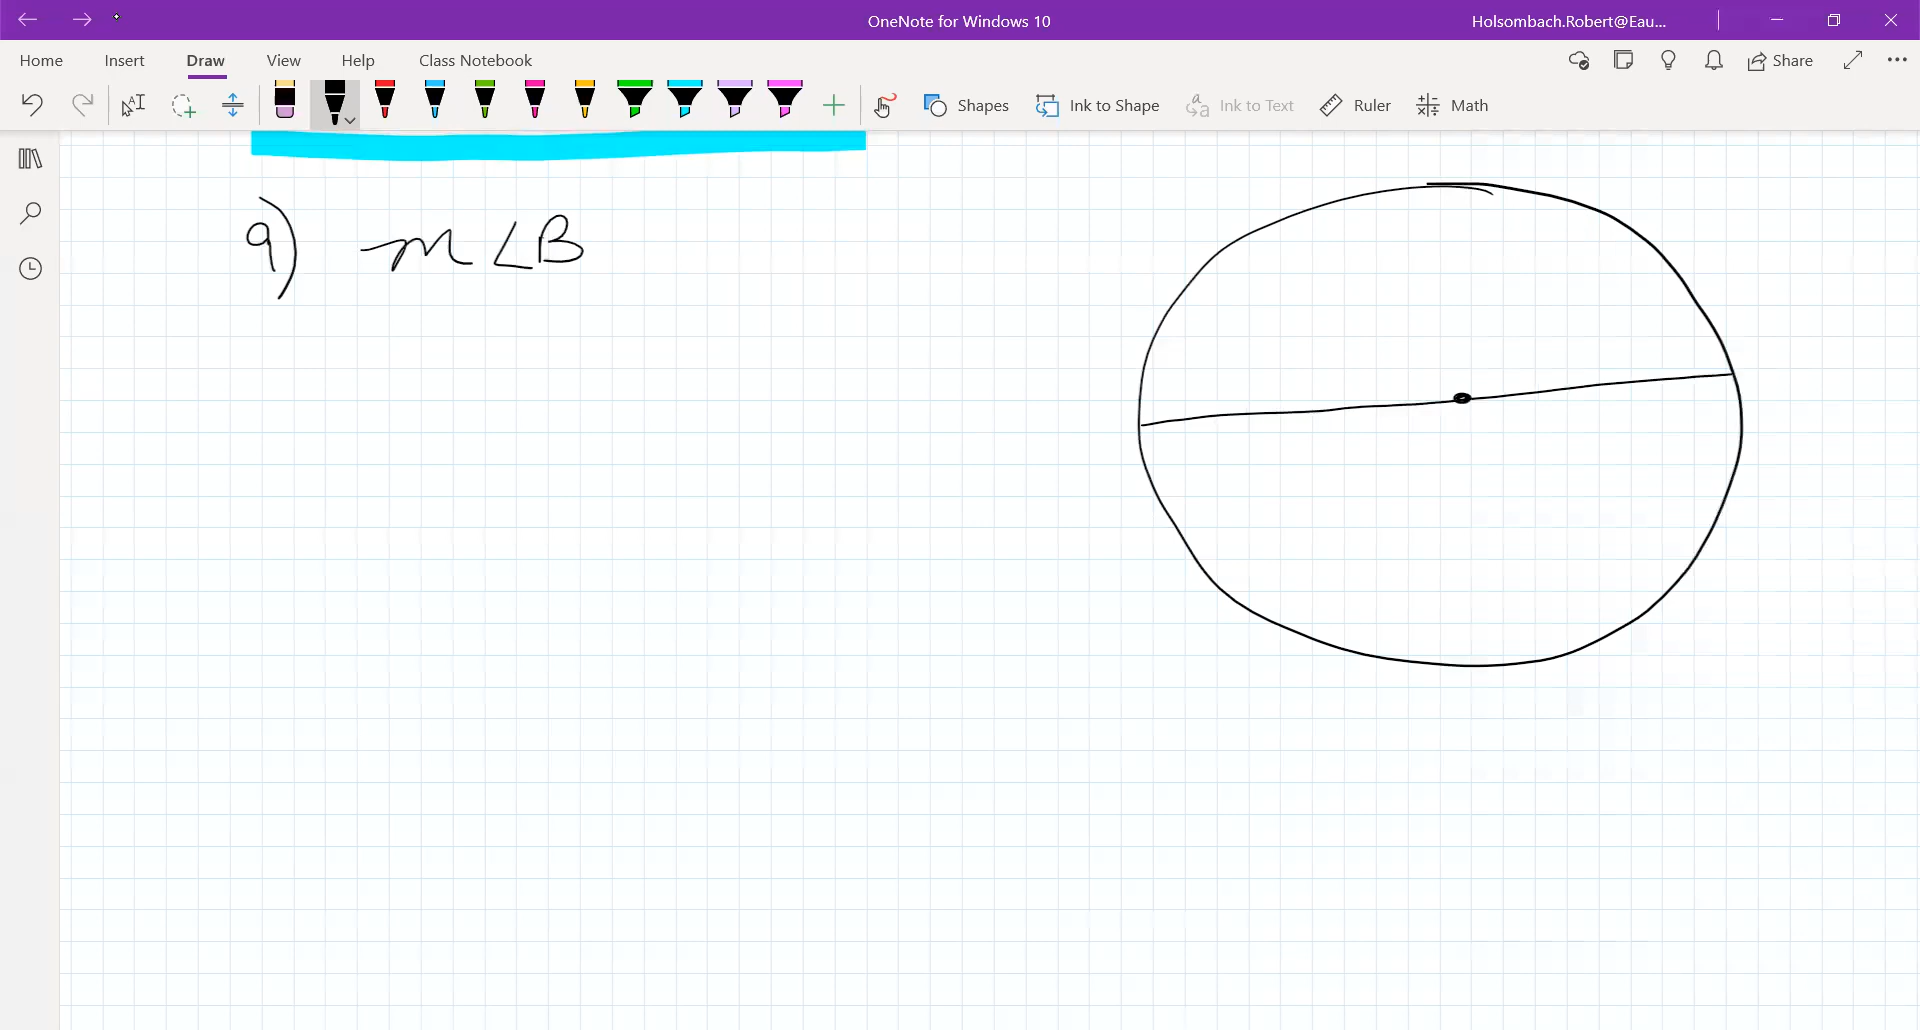 OneNote for Windows 10
Holsombach.Robert@Eau...
Home Insert Draw View Help Class Notebook
Share
Shapes Ink to Shape Ink to Text Ruler Math
9) m∠B